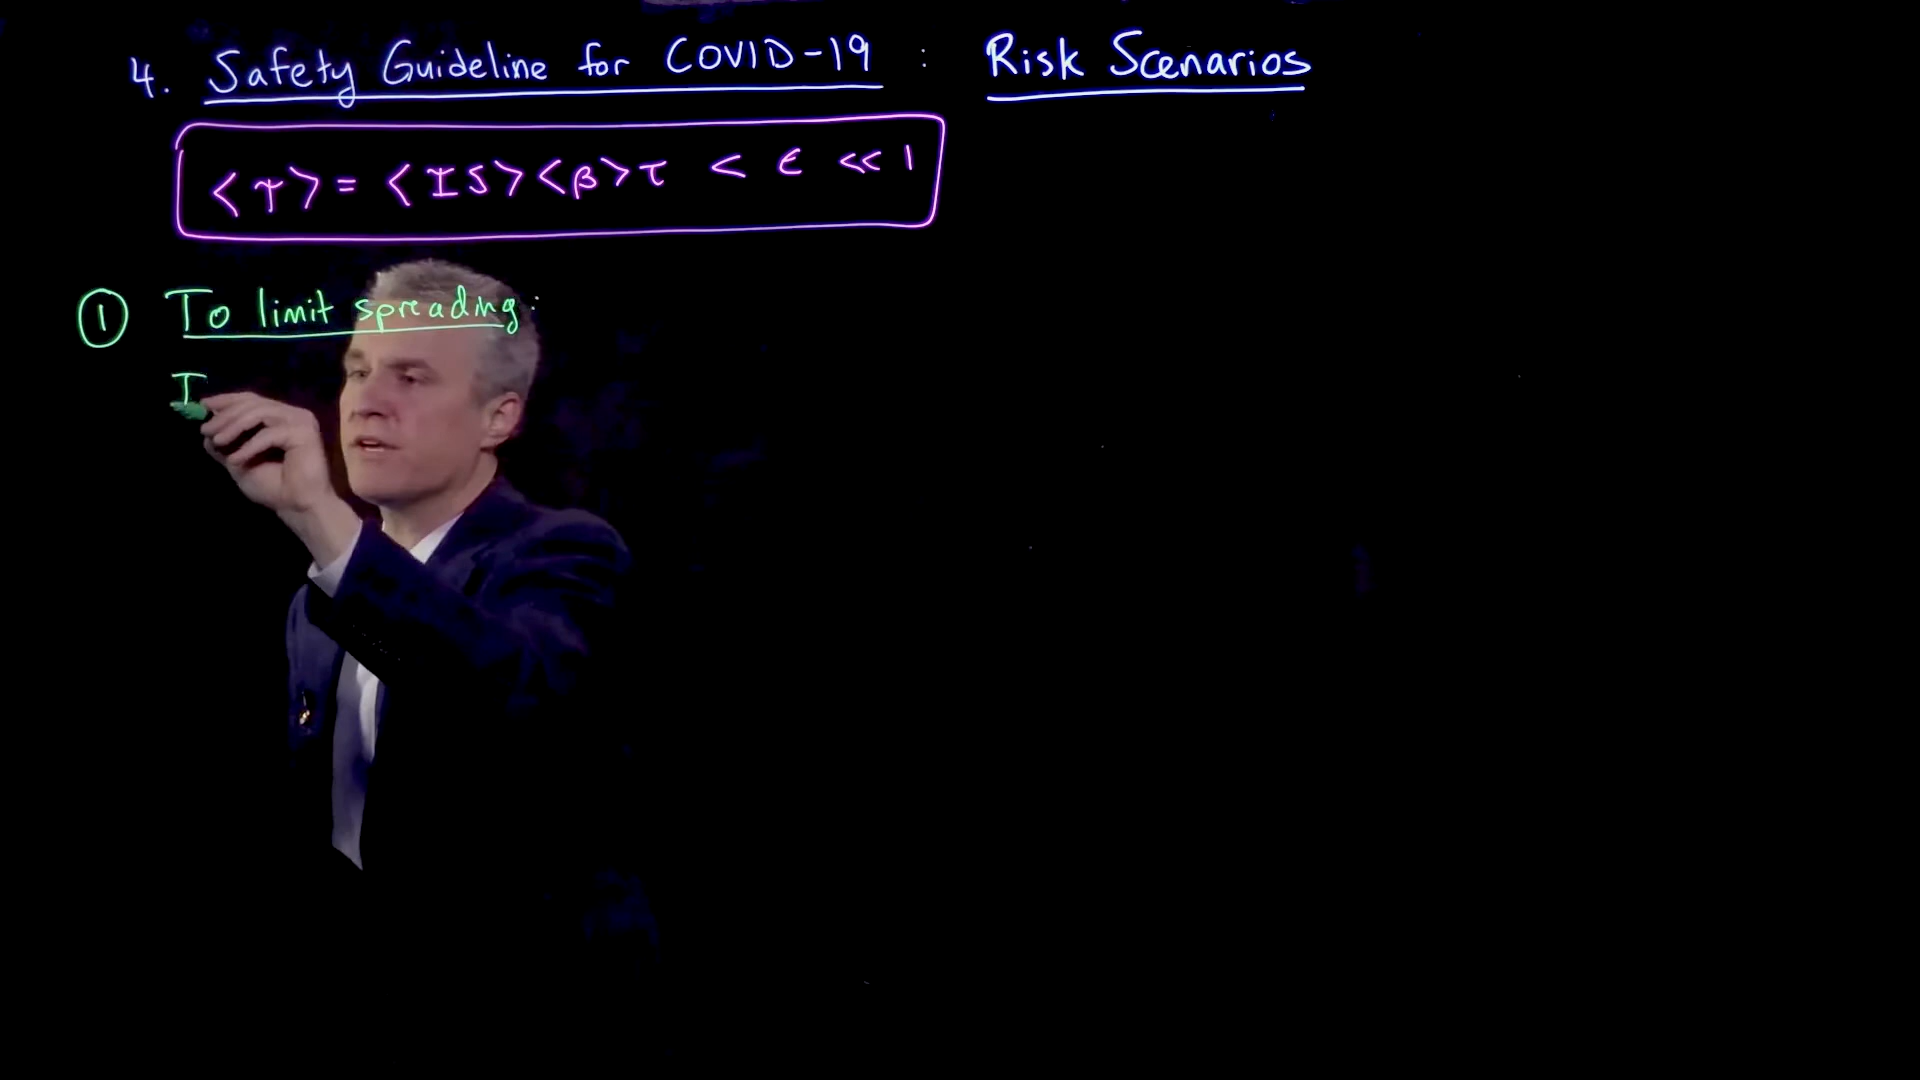 4. Safety Guideline for COVID-19 : Risk Scenarios
<T> = <IS><β>τ < ϵ << 1
① To limit spreading:
I